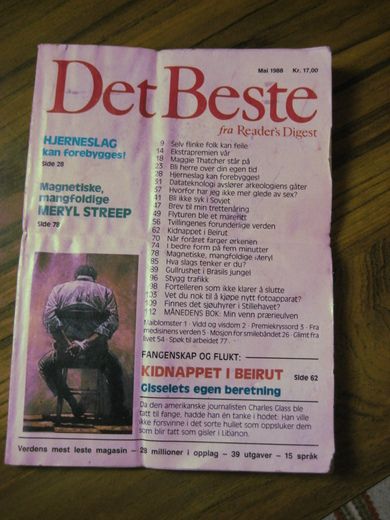 Mai 1988 Kr. 17,00
Det Beste
fra Reader's Digest
HJERNESLAG
kan forebygges!
Side 28
Magnetiske,
mangfoldige
MERYL STREEP
Side 78
9 Selv flinke folk kan feile
14 Ekstrapremien vår
18 Maggie Thatcher står på
23 Bli herre over din egen tid
28 Hjerneslag kan forebygges!
31 Datateknologi avslører arkeologiens gåter
37 Hvorfor har jeg ikke mer glede av sex?
41 Bli ikke syk i Sovjet
47 Brev til min trettenåring
49 Flyturen ble et mareritt
56 Tvillingenes forunderlige verden
62 Kidnappet i Beirut
70 Når foråret farger ørkenen
74 I bedre form på fem minutter
78 Magnetiske, mangfoldige Meryl
85 Hva slags tenker er du?
89 Gullrushet i Brasils jungel
96 Stygg trafikk
98 Fortelleren som ikke klarer å slutte
103 Vet du nok til å kjøpe nytt fotoapparat?
109 Finnes det sjøuhyrer i Stillehavet?
112 MÅNEDENS BOK: Min venn prærieulven
Maiblomster 1 · Vidd og visdom 2 · Premiekryssord 3 · Fra
medisinens verden 5 · Mosjon for smilebåndet 26 · Glimt fra
livet 54 · Spøk til arbeidet 77
FANGENSKAP OG FLUKT:
KIDNAPPET I BEIRUT
Gisselets egen beretning Side 62
Da den amerikanske journalisten Charles Glass ble
tatt til fange, hadde han én tanke i hodet: Han ville
ikke forsvinne i det sorte hullet som oppsluker dem
som blir tatt som gisler i Libanon.
Verdens mest leste magasin – 28 millioner i opplag – 39 utgaver – 15 språk